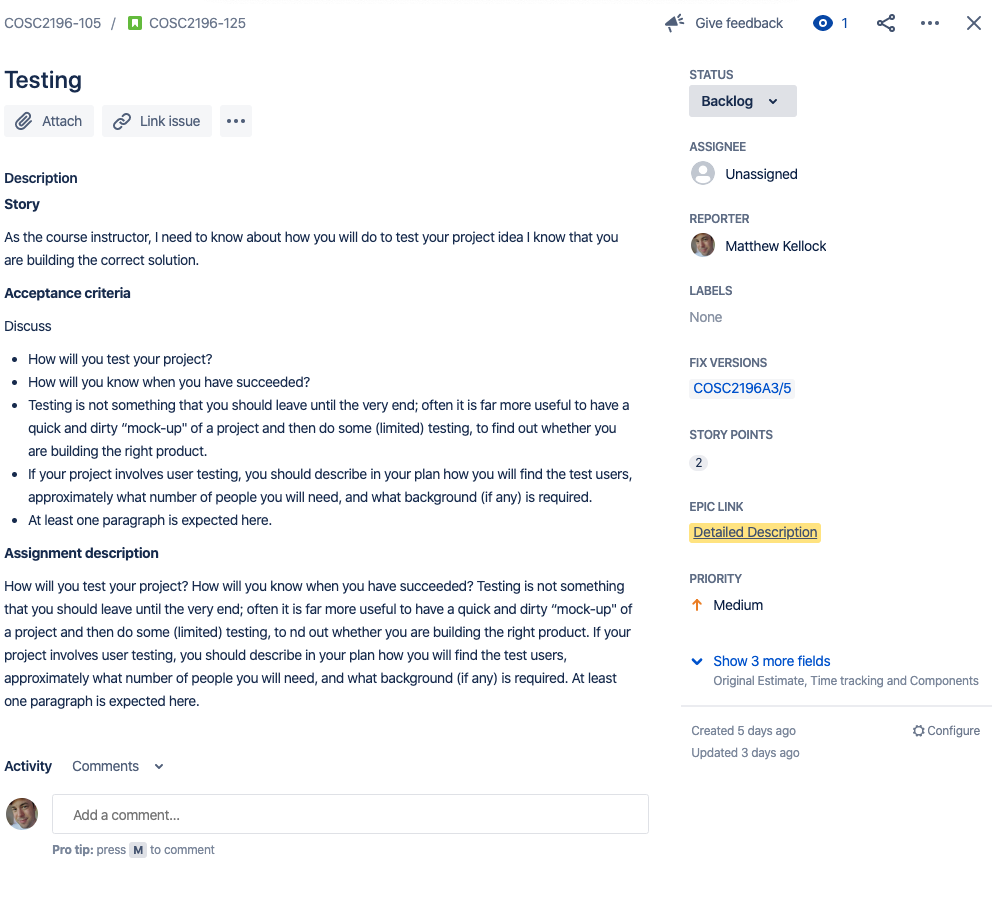 COSC2196-105 / COSC2196-125
Give feedback
1
Testing
Attach
Link issue
Description
Story
As the course instructor, I need to know about how you will do to test your project idea I know that you
are building the correct solution.
Acceptance criteria
Discuss
• How will you test your project?
• How will you know when you have succeeded?
• Testing is not something that you should leave until the very end; often it is far more useful to have a
quick and dirty “mock-up" of a project and then do some (limited) testing, to find out whether you
are building the right product.
• If your project involves user testing, you should describe in your plan how you will find the test users,
approximately what number of people you will need, and what background (if any) is required.
• At least one paragraph is expected here.
Assignment description
How will you test your project? How will you know when you have succeeded? Testing is not something
that you should leave until the very end; often it is far more useful to have a quick and dirty “mock-up" of
a project and then do some (limited) testing, to nd out whether you are building the right product. If your
project involves user testing, you should describe in your plan how you will find the test users,
approximately what number of people you will need, and what background (if any) is required. At least
one paragraph is expected here.
Activity
Comments
Add a comment...
Pro tip: press M to comment
STATUS
Backlog
ASSIGNEE
Unassigned
REPORTER
Matthew Kellock
LABELS
None
FIX VERSIONS
COSC2196A3/5
STORY POINTS
2
EPIC LINK
Detailed Description
PRIORITY
Medium
Show 3 more fields
Original Estimate, Time tracking and Components
Created 5 days ago
Configure
Updated 3 days ago